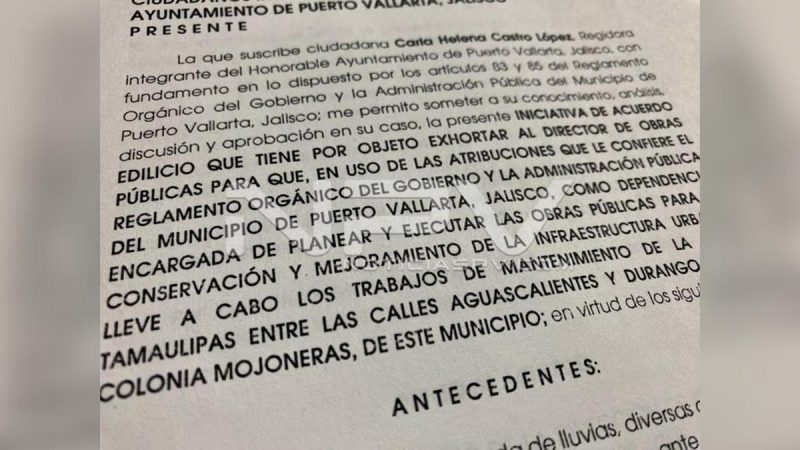 AYUNTAMIENTO DE PUERTO VALLARTA, JALISCO
P R E S E N T E
La que suscribe ciudadana Carla Helena Castro López, Regidora
integrante del Honorable Ayuntamiento de Puerto Vallarta, Jalisco, con
fundamento en lo dispuesto por los artículos 83 y 85 del Reglamento
Orgánico del Gobierno y la Administración Pública del Municipio de
Puerto Vallarta, Jalisco; me permito someter a su conocimiento, análisis,
discusión y aprobación en su caso, la presente INICIATIVA DE ACUERDO
EDILICIO QUE TIENE POR OBJETO EXHORTAR AL DIRECTOR DE OBRAS
PÚBLICAS PARA QUE, EN USO DE LAS ATRIBUCIONES QUE LE CONFIERE EL
REGLAMENTO ORGÁNICO DEL GOBIERNO Y LA ADMINISTRACIÓN PÚBLICA
DEL MUNICIPIO DE PUERTO VALLARTA, JALISCO, COMO DEPENDENCI
ENCARGADA DE PLANEAR Y EJECUTAR LAS OBRAS PÚBLICAS PARA
CONSERVACIÓN Y MEJORAMIENTO DE LA INFRAESTRUCTURA URB
LLEVE A CABO LOS TRABAJOS DE MANTENIMIENTO DE LA
TAMAULIPAS ENTRE LAS CALLES AGUASCALIENTES Y DURANGO
COLONIA MOJONERAS, DE ESTE MUNICIPIO; en virtud de los sigui
A N T E C E D E N T E S :
da de lluvias, diversas
ante